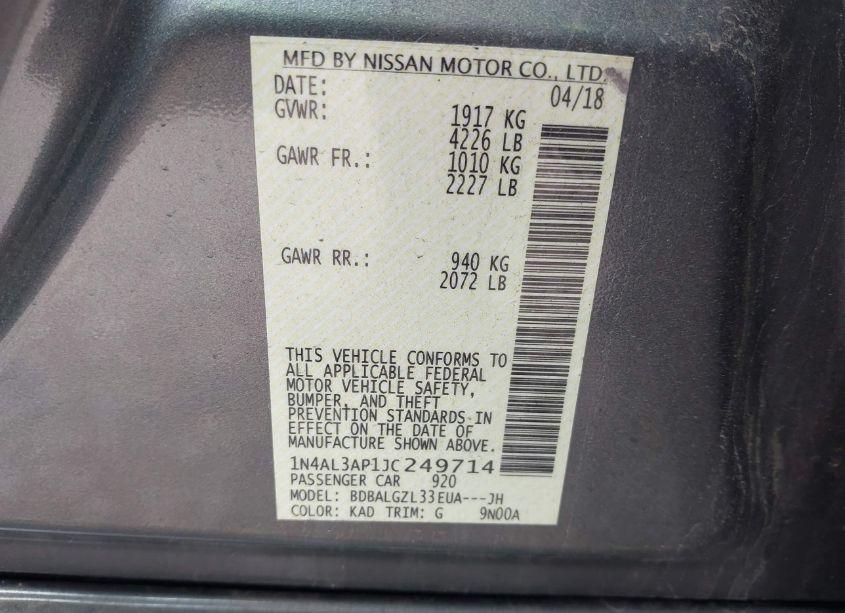 MFD BY NISSAN MOTOR CO., LTD.
DATE: 04/18
GVWR: 1917 KG
4226 LB
GAWR FR.: 1010 KG
2227 LB
GAWR RR.: 940 KG
2072 LB
THIS VEHICLE CONFORMS TO
ALL APPLICABLE FEDERAL
MOTOR VEHICLE SAFETY,
BUMPER, AND THEFT
PREVENTION STANDARDS IN
EFFECT ON THE DATE OF
MANUFACTURE SHOWN ABOVE.
1N4AL3AP1JC249714
PASSENGER CAR 920
MODEL: BDBALGZL33EUA---JH
COLOR: KAD TRIM: G 9N00A